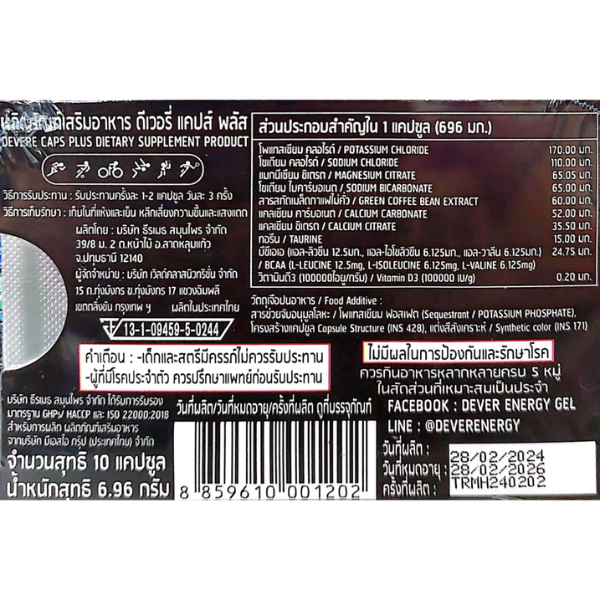 ผลิตภัณฑ์เสริมอาหาร ดีเวอรี่ แคปส์ พลัส
DEVERE CAPS PLUS DIETARY SUPPLEMENT PRODUCT
วิธีการรับประทาน : รับประทานครั้งละ 1-2 แคปซูล วันละ 3 ครั้ง
วิธีการเก็บรักษา : เก็บในที่แห้งและเย็น หลีกเลี่ยงความชื้นและแสงแดด
ผลิตโดย : บริษัท ธีรเมธ สมุนไพร จำกัด
39/8 ม. 2 ต.หน้าไม้ อ.ลาดหลุมแก้ว
จ.ปทุมธานี 12140
ผู้จัดจำหน่าย : บริษัท เวิลด์คลาสนิวทริชั่น จำกัด
15 ถ.ทุ่งมังกร ข.ทุ่งมังกร 17 แขวงฉิมพลี
เขตตลิ่งชัน กรุงเทพ ฯ ผลิตในประเทศไทย
13-1-09459-5-0244
คำเตือน : -เด็กและสตรีมีครรภ์ไม่ควรรับประทาน
-ผู้ที่มีโรคประจำตัว ควรปรึกษาแพทย์ก่อนรับประทาน
บริษัท ธีรเมธ สมุนไพร จำกัด ได้รับการรับรอง
มาตรฐาน GHPs/ HACCP และ ISO 22000:2018
สำหรับการผลิต ผลิตภัณฑ์เสริมอาหาร
จากบริษัท บีเอสไอ กรุ๊ป (ประเทศไทย) จำกัด
จำนวนสุทธิ 10 แคปซูล
น้ำหนักสุทธิ 6.96 กรัม
วันที่ผลิต/วันที่หมดอายุ/ครั้งที่ผลิต ดูที่บรรจุภัณฑ์
8 859610 001202
ส่วนประกอบสำคัญใน 1 แคปซูล (696 มก.)
โพแทสเซียม คลอไรด์ / POTASSIUM CHLORIDE 170.00 มก.
โซเดียม คลอไรด์ / SODIUM CHLORIDE 110.00 มก.
แมกนีเซียม ซิเตรท / MAGNESIUM CITRATE 65.05 มก.
โซเดียม ไบคาร์บอเนต / SODIUM BICARBONATE 65.05 มก.
สารสกัดเมล็ดกาแฟไม่คั่ว / GREEN COFFEE BEAN EXTRACT 60.00 มก.
แคลเซียม คาร์บอเนต / CALCIUM CARBONATE 52.00 มก.
แคลเซียม ซิเตรต / CALCIUM CITRATE 35.50 มก.
ทอรีน / TAURINE 15.00 มก.
บีซีเอเอ (แอล-ลิวซีน 12.5มก., แอล-ไอโซลิวซีน 6.125มก., แอล-วาลีน 6.125มก.) 24.75 มก.
/ BCAA (L-LEUCINE 12.5mg, L-ISOLEUCINE 6.125mg, L-VALINE 6.125mg)
วิตามินดี3 (100000ไอยู/กรัม) / Vitamin D3 (100000 IU/g) 0.20 มก.
วัตถุเจือปนอาหาร / Food Additive :
สารช่วยจับอนุมูลโลหะ / โพแทเซียม ฟอสเฟต (Sequestrant / POTASSIUM PHOSPHATE),
โครงสร้างแคปซูล Capsule Structure (INS 428), แต่งสีสังเคราะห์ / Synthetic color (INS 171)
ไม่มีผลในการป้องกันและรักษาโรค
ควรกินอาหารหลากหลายครบ 5 หมู่
ในสัดส่วนที่เหมาะสมเป็นประจำ
FACEBOOK : DEVER ENERGY GEL
LINE : @DEVERENERGY
วันที่ผลิต : 28/02/2024
วันที่หมดอายุ : 28/02/2026
ครั้งที่ผลิต : TRMH240202